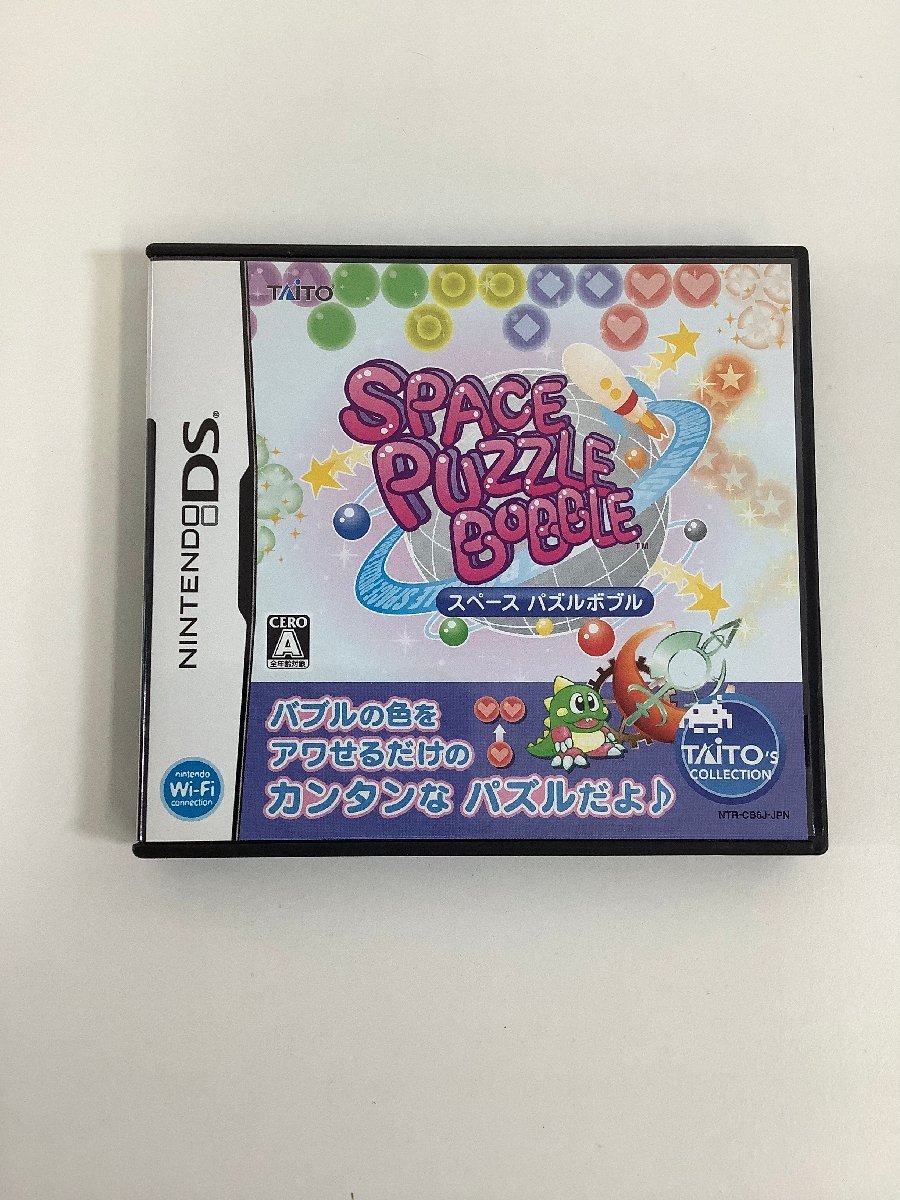 TAITO
SPACE
PUZZLE
BOBBLE™
スペース パズルボブル
NINTENDO DS®
CERO
A
全年齢対象
バブルの色を
アワせるだけの
カンタンな パズルだよ♪
TAITO's
COLLECTION
NTR-CB6J-JPN
nintendo
Wi-Fi
connection